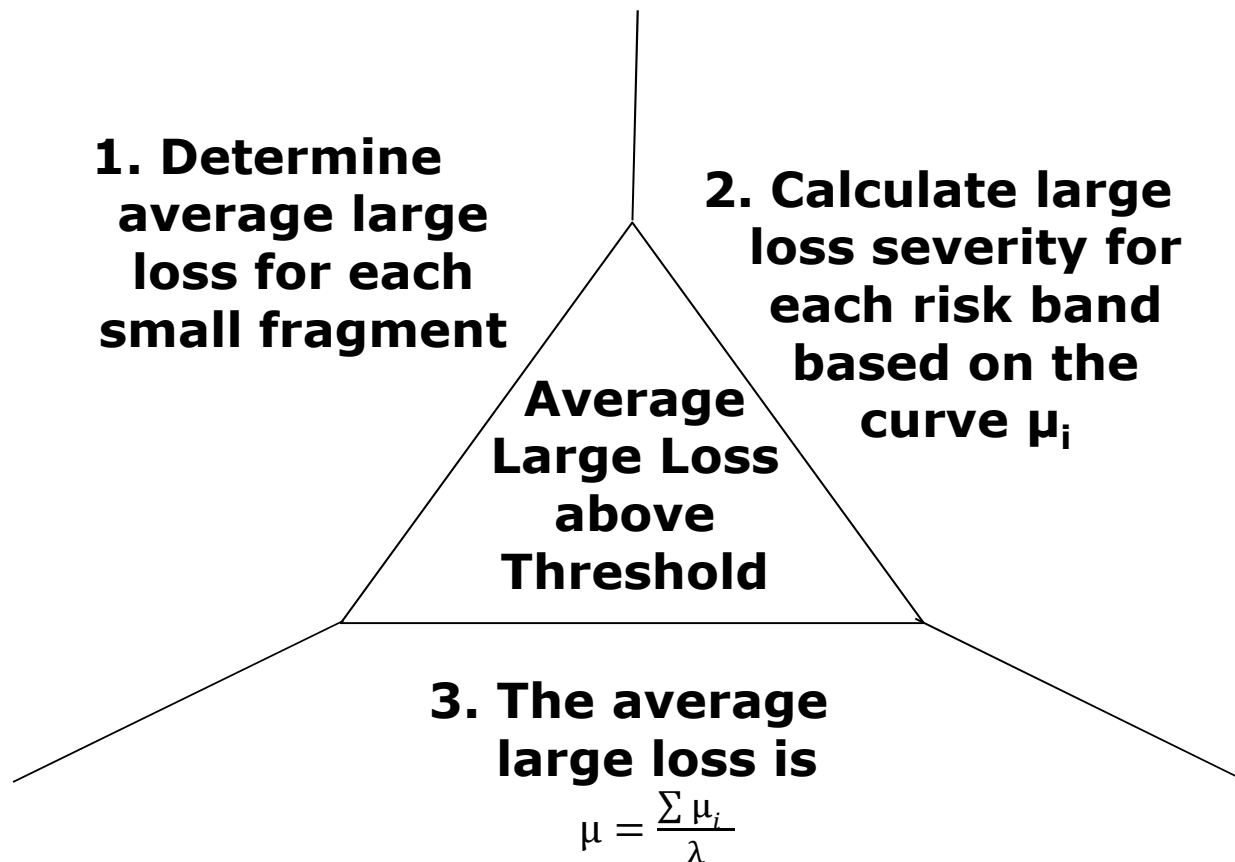 1. Determine
average large
loss for each
small fragment
2. Calculate large
loss severity for
each risk band
based on the
curve μᵢ
Average
Large Loss
above
Threshold
3. The average
large loss is
μ = ∑ μᵢ / λ